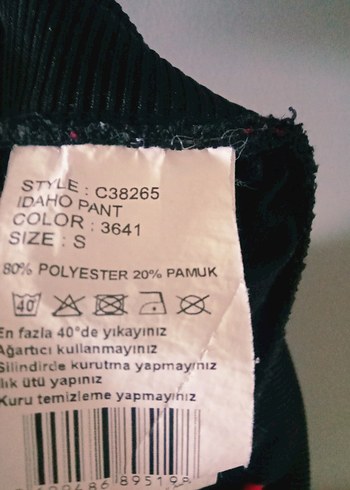 STYLE : C38265
IDAHO PANT
COLOR : 3641
SIZE : S
80% POLYESTER 20% PAMUK
40
En fazla 40°de yıkayınız
Ağartıcı kullanmayınız
Silindirde kurutma yapmayınız
Ilık ütü yapınız
Kuru temizleme yapmayınız